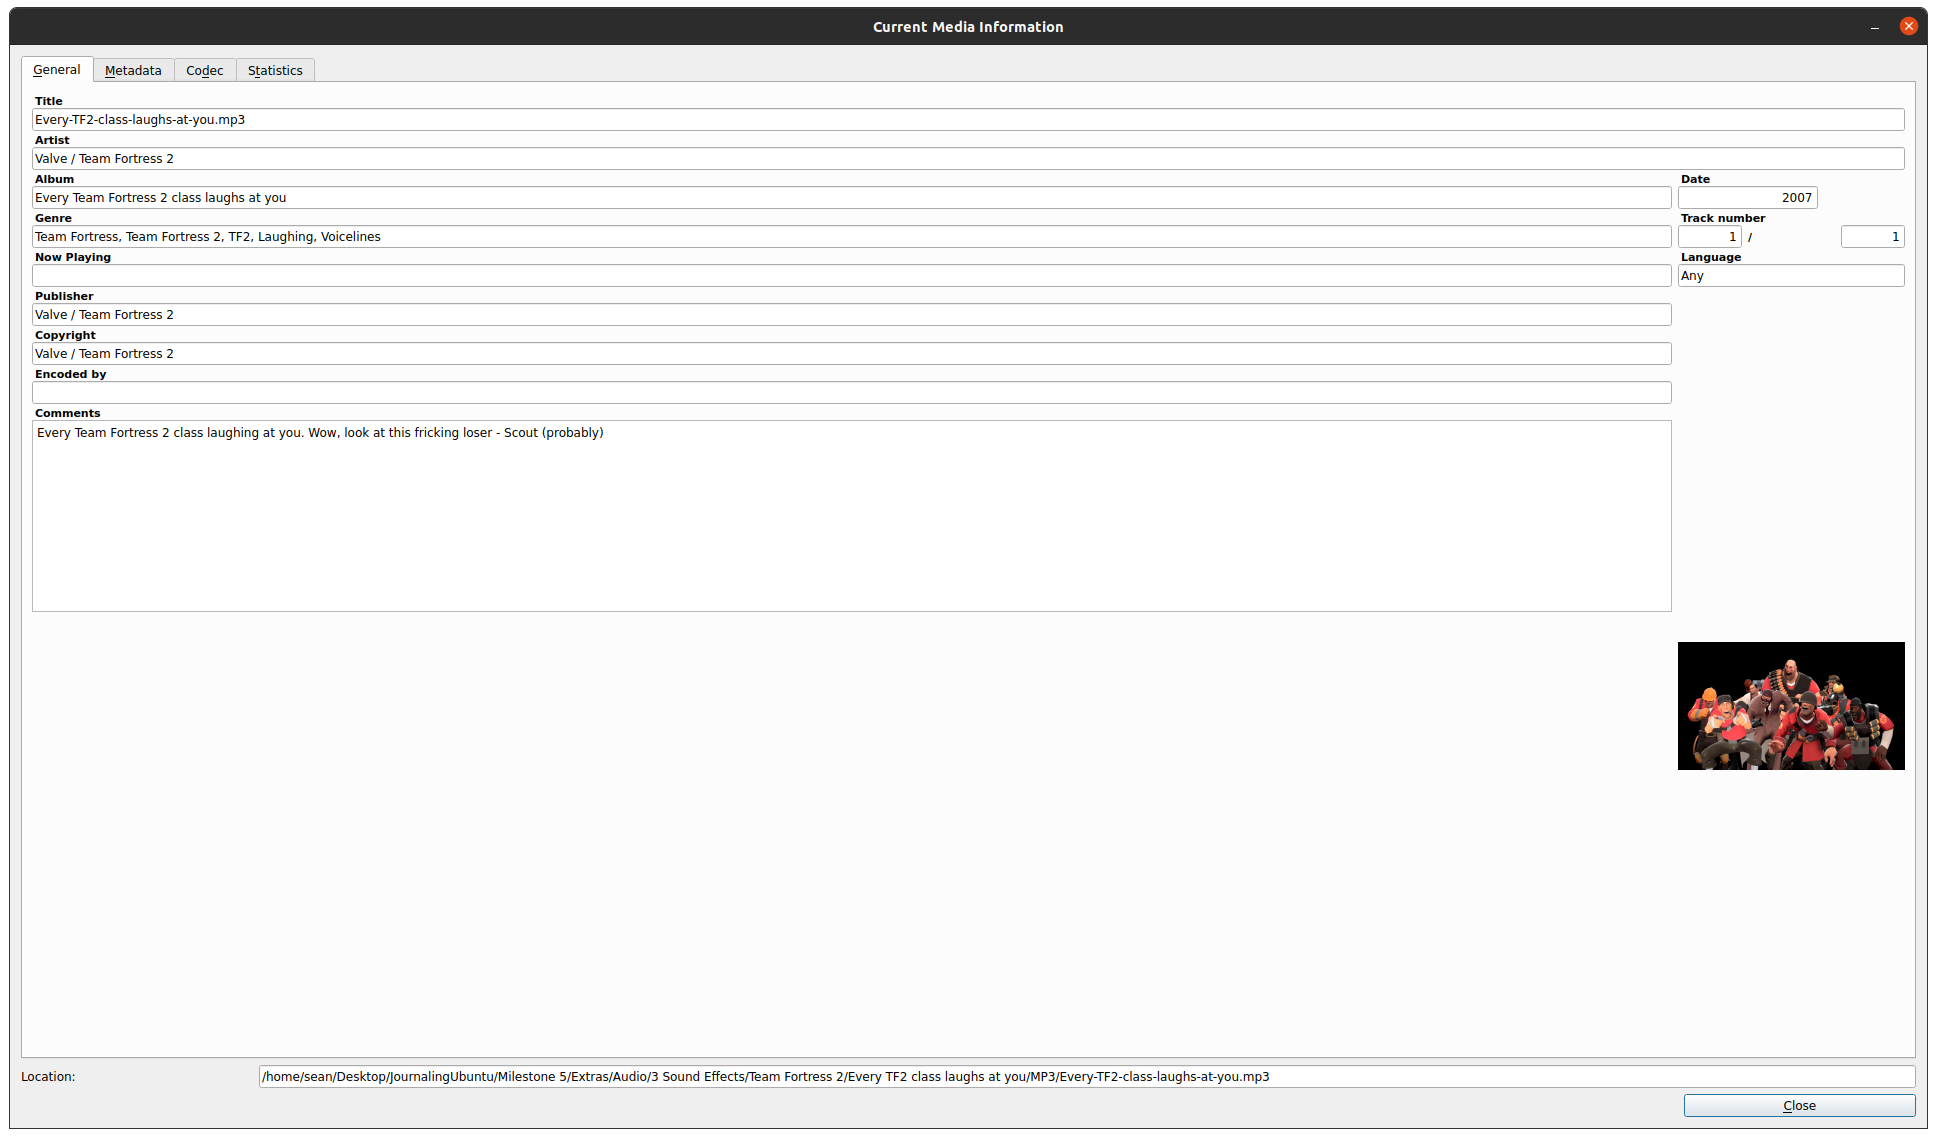 Current Media Information
General Metadata Codec Statistics
Title
Every-TF2-class-laughs-at-you.mp3
Artist
Valve / Team Fortress 2
Album Date
Every Team Fortress 2 class laughs at you 2007
Genre Track number
Team Fortress, Team Fortress 2, TF2, Laughing, Voicelines 1 / 1
Now Playing Language
Any
Publisher
Valve / Team Fortress 2
Copyright
Valve / Team Fortress 2
Encoded by
Comments
Every Team Fortress 2 class laughing at you. Wow, look at this fricking loser - Scout (probably)
Location: /home/sean/Desktop/JournalingUbuntu/Milestone 5/Extras/Audio/3 Sound Effects/Team Fortress 2/Every TF2 class laughs at you/MP3/Every-TF2-class-laughs-at-you.mp3
Close